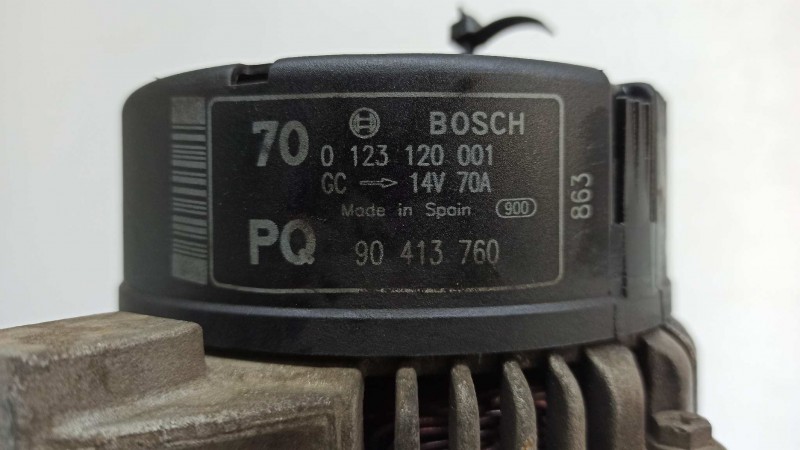 70 BOSCH
0 123 120 001
GC → 14V 70A
Made in Spain 900
PQ 90 413 760
863